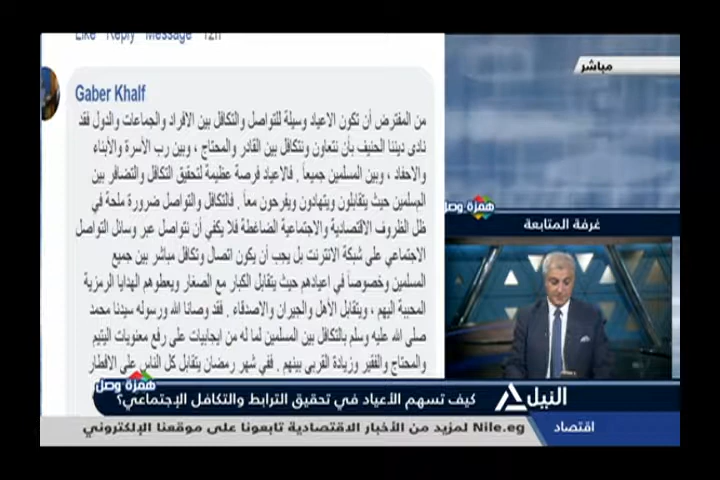 Like Reply Message 12h
Gaber Khalf
من المفترض أن تكون الاعياد وسيلة للتواصل والتكافل بين الافراد والجماعات والدول فقد
نادى ديننا الحنيف بأن نتعاون ونتكافل بين القادر والمحتاج ، وبين رب الأسرة والأبناء
والاحفاد ، وبين المسلمين جميعاً . فالاعياد فرصة عظيمة لتحقيق التكافل والتضافر بين
المسلمين حيث يتقابلون ويتهادون ويفرحون معاً . فالتكافل والتواصل ضرورة ملحة في
ظل الظروف الاقتصادية والاجتماعية الضاغطة فلا يكفي أن نتواصل عبر وسائل التواصل
الاجتماعي على شبكة الانترنت بل يجب أن يكون اتصال وتكافل مباشر بين جميع
المسلمين وخصوصاً في اعيادهم حيث يتقابل الكبار مع الصغار ويعطوهم الهدايا الرمزية
المحببة اليهم ، ويتقابل الأهل والجيران والاصدقاء . فقد وصانا الله ورسوله سيدنا محمد
صلى الله عليه وسلم بالتكافل بين المسلمين لما له من ايجابيات على رفع معنويات اليتيم
والمحتاج والفقير وزيادة القربى بينهم . ففي شهر رمضان يتقابل كل الناس على الافطار
مباشر
همزة وصل
غرفة المتابعة
همزة وصل
كيف تسهم الأعياد في تحقيق الترابط والتكافل الإجتماعي؟
النيل
اقتصاد
Nile.eg لمزيد من الأخبار الاقتصادية تابعونا على موقعنا الإلكتروني